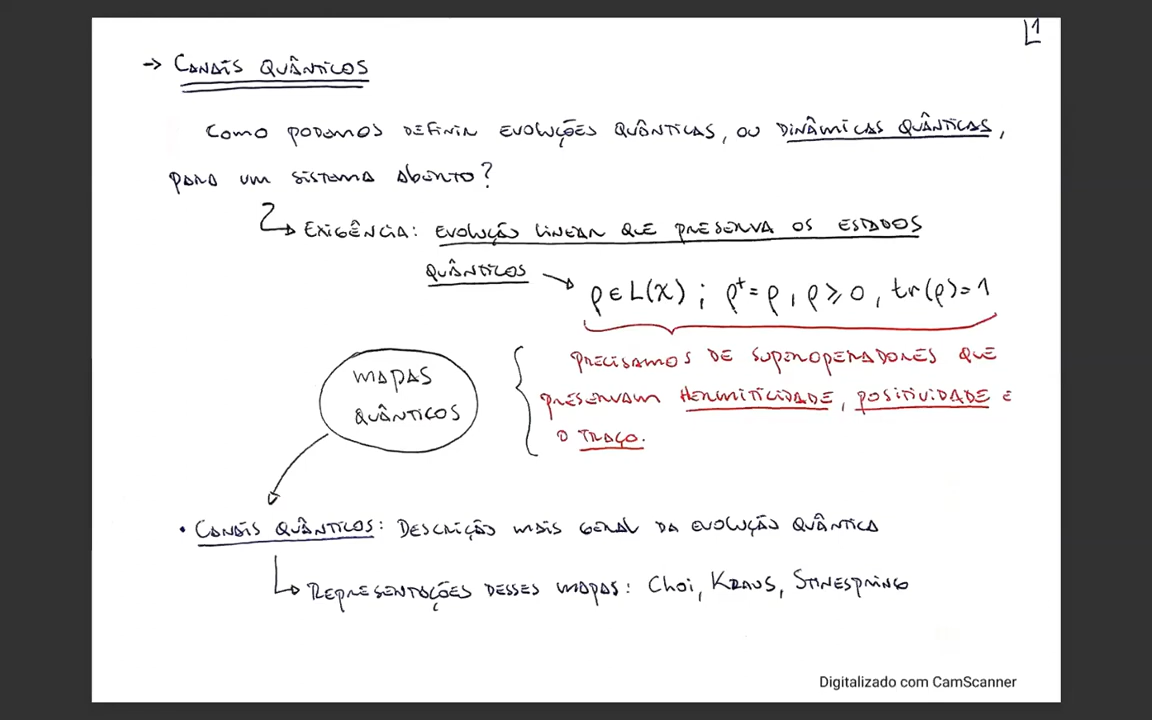 1
→ CANAIS QUÂNTICOS
COMO PODEMOS DEFINIR EVOLUÇÕES QUÂNTICAS, OU DINÂMICAS QUÂNTICAS,
PARA UM SISTEMA ABERTO?
↳ EXIGÊNCIA: EVOLUÇÃO LINEAR QUE PRESERVA OS ESTADOS
QUÂNTICOS → ρ ∈ L(X) ; ρ† = ρ, ρ ≥ 0, tr(ρ) = 1
PRECISAMOS DE SUPEROPERADORES QUE
PRESERVAM HERMITICIDADE, POSITIVIDADE E
O TRAÇO.
MAPAS
QUÂNTICOS
• CANAIS QUÂNTICOS: DESCRIÇÃO MAIS GERAL DA EVOLUÇÃO QUÂNTICA
↳ REPRESENTAÇÕES DESSES MAPAS: Choi, KRAUS, STINESPRING
Digitalizado com CamScanner